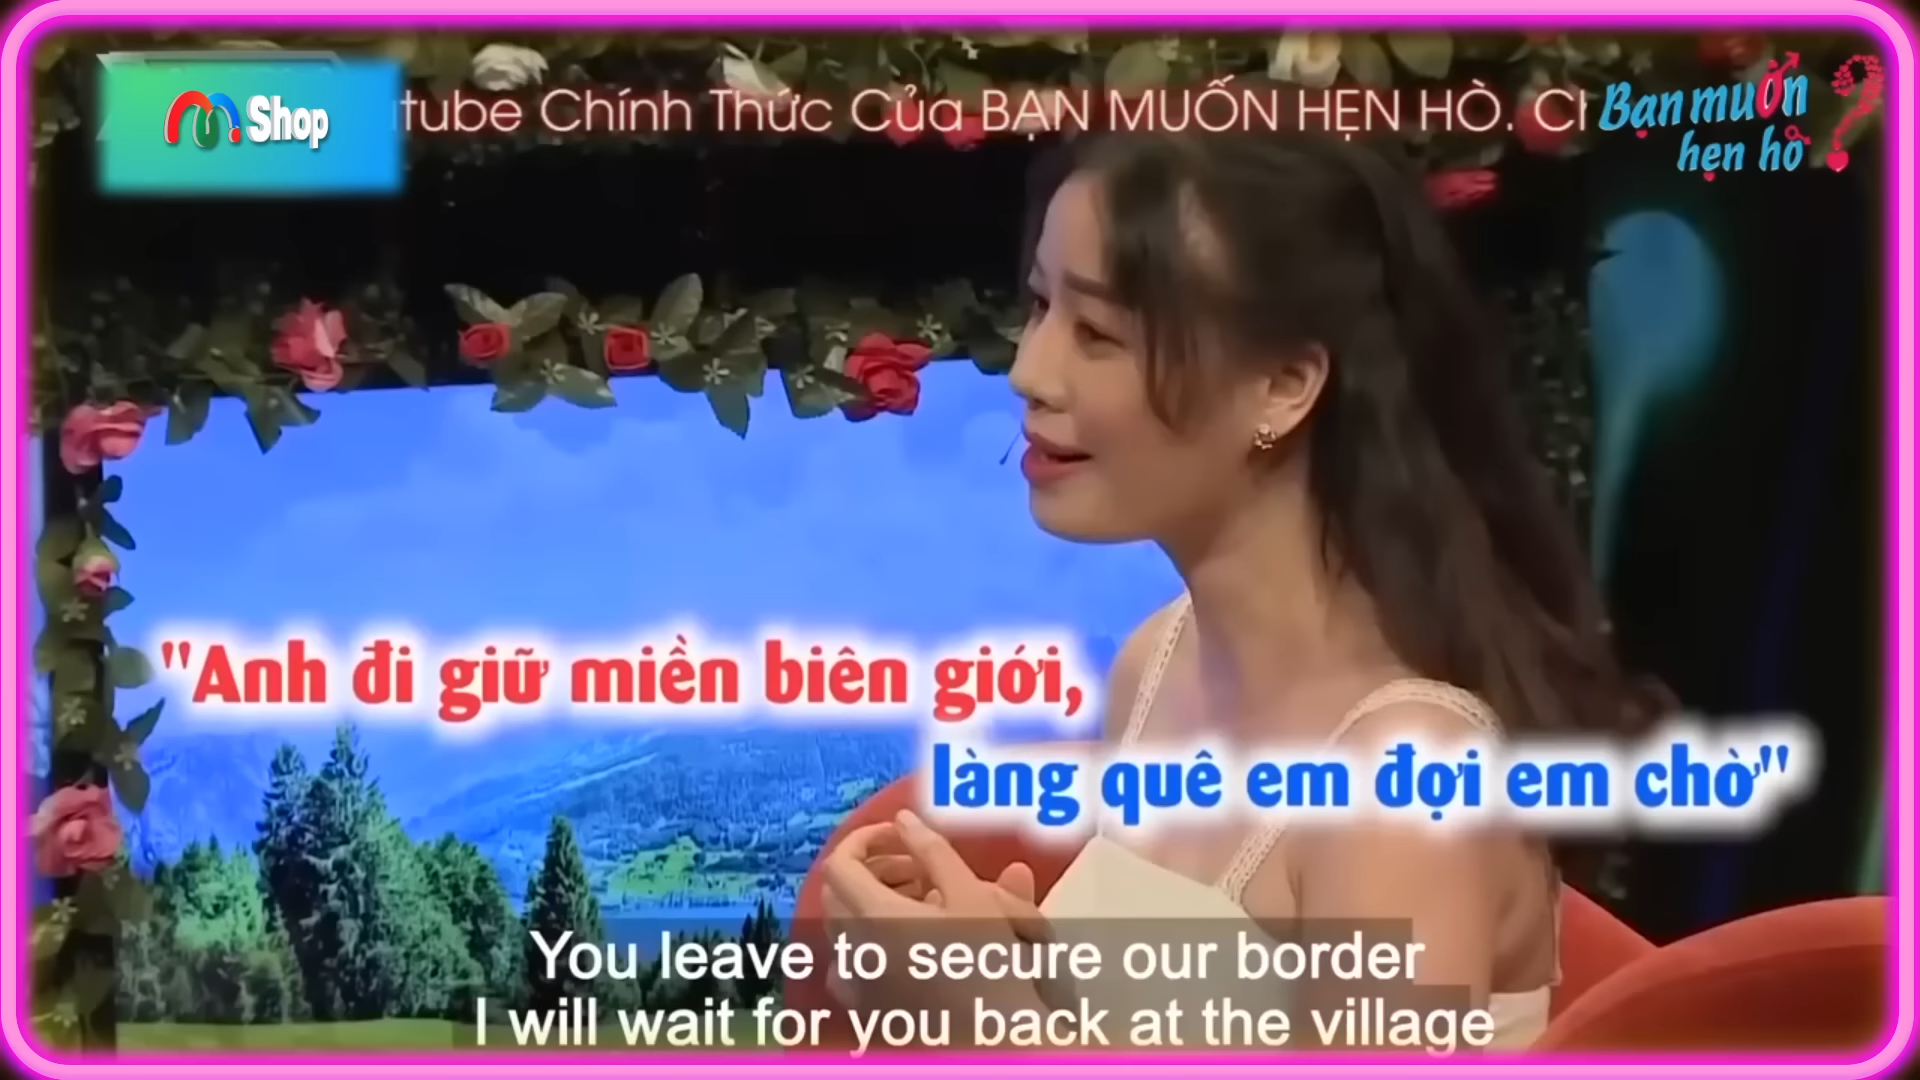 Shop
tube Chính Thức Của BẠN MUỐN HẸN HÒ. Ch
Bạn muốn
hẹn hò
"Anh đi giữ miền biên giới,
làng quê em đợi em chờ"
You leave to secure our border
I will wait for you back at the village